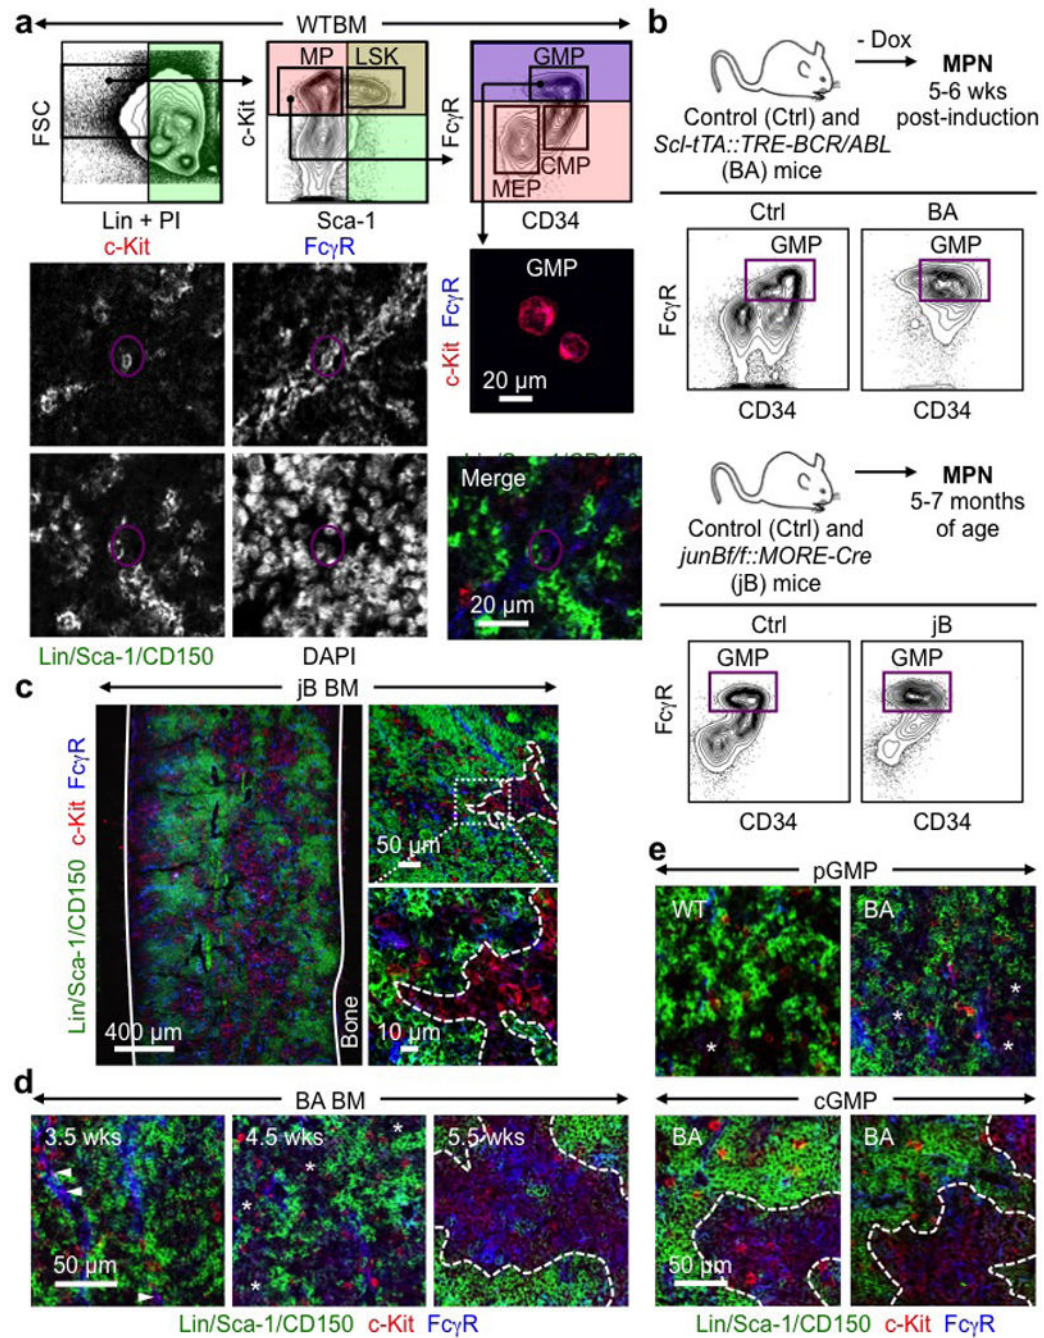 a
WTBM
MP
LSK
GMP
FSC
c-Kit
FcγR
CMP
MEP
Lin + PI
Sca-1
CD34
c-Kit
FcγR
GMP
c-Kit FcγR
20 µm
Merge
20 µm
Lin/Sca-1/CD150
DAPI
b
- Dox
MPN
5-6 wks
post-induction
Control (Ctrl) and
Scl-tTA::TRE-BCR/ABL
(BA) mice
Ctrl
BA
GMP
GMP
FcγR
CD34
CD34
MPN
5-7 months
of age
Control (Ctrl) and
junBf/f::MORE-Cre
(jB) mice
Ctrl
jB
GMP
GMP
FcγR
CD34
CD34
c
jB BM
Lin/Sca-1/CD150 c-Kit FcγR
400 µm
Bone
50 µm
10 µm
d
BA BM
3.5 wks
4.5 wks
*
*
*
*
5.5 wks
50 µm
Lin/Sca-1/CD150 c-Kit FcγR
e
pGMP
WT
*
BA
*
*
*
cGMP
BA
BA
50 µm
Lin/Sca-1/CD150 c-Kit FcγR